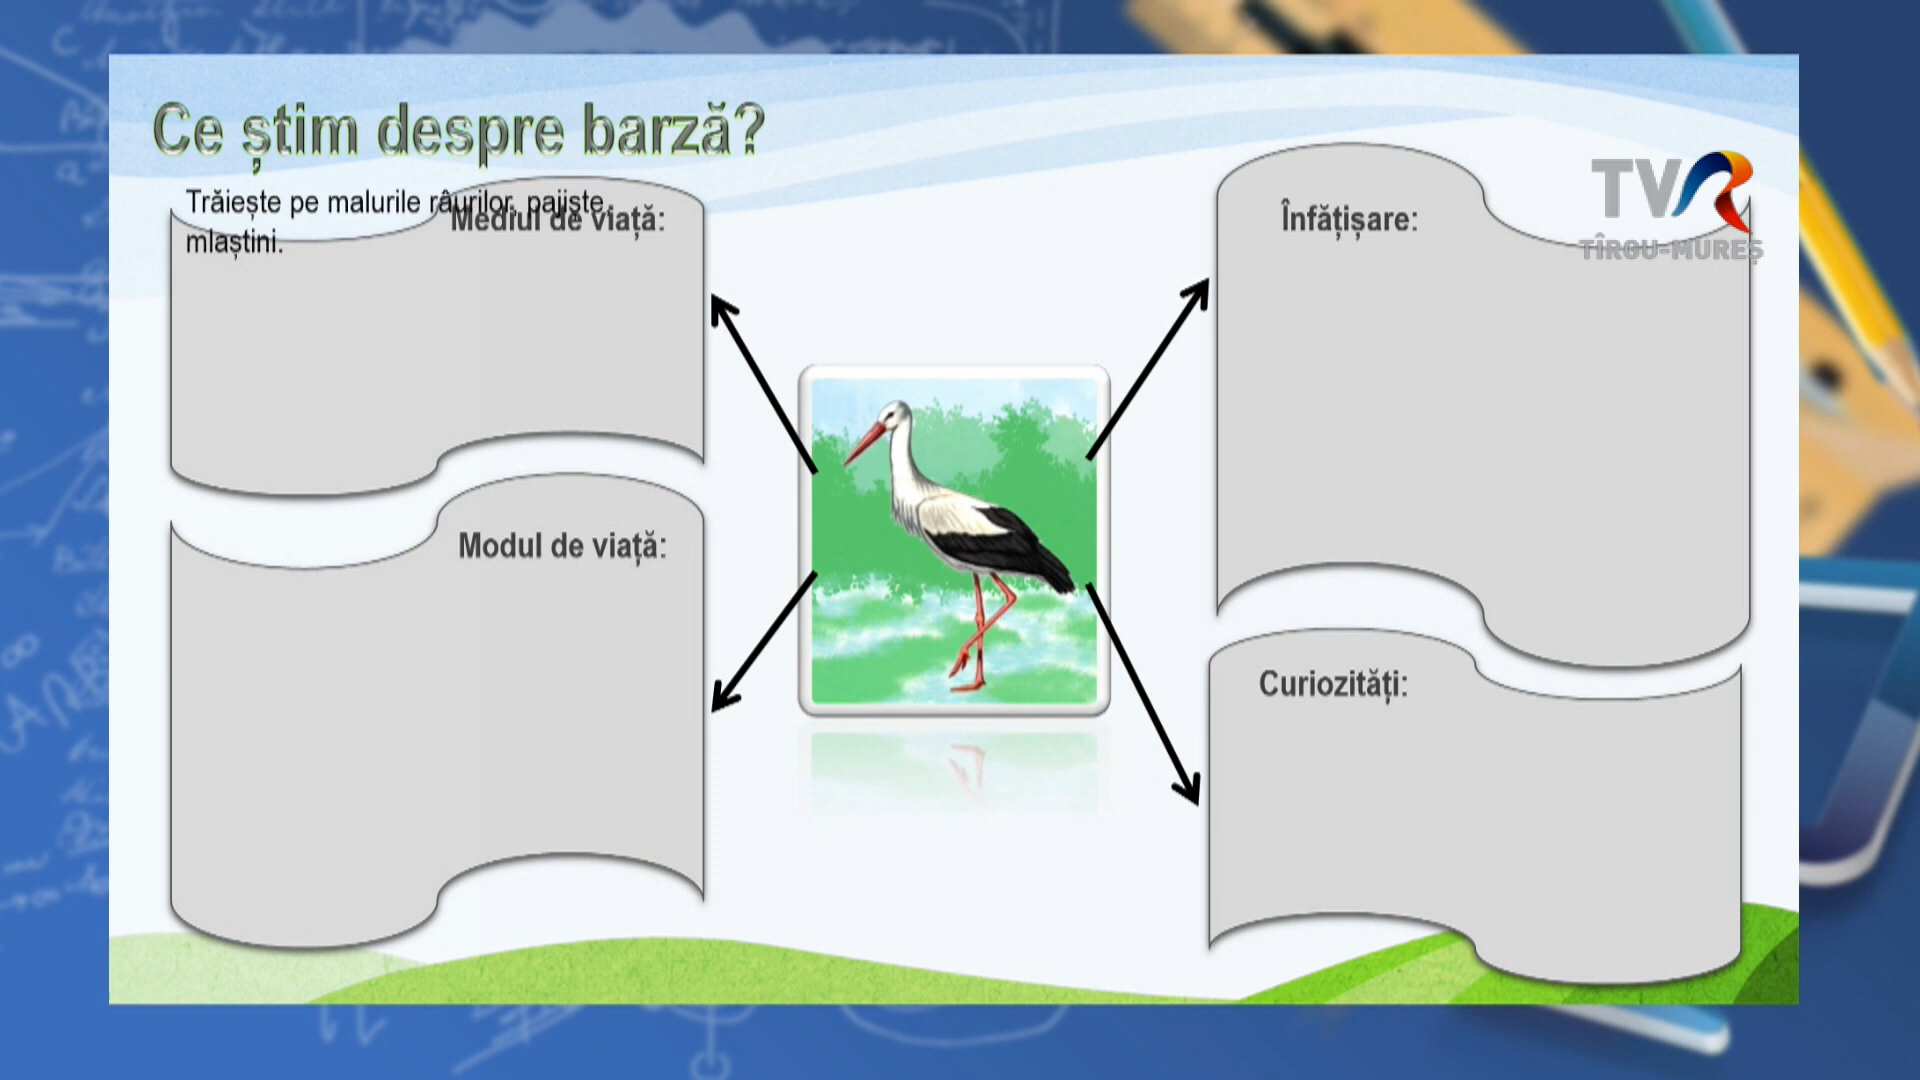 Ce știm despre barză?
Trăiește pe malurile râurilor, pajiște,
mlaștini.
Mediul de viață:
Modul de viață:
Înfățișare:
Curiozități:
TVR
TÎRGU-MUREȘ